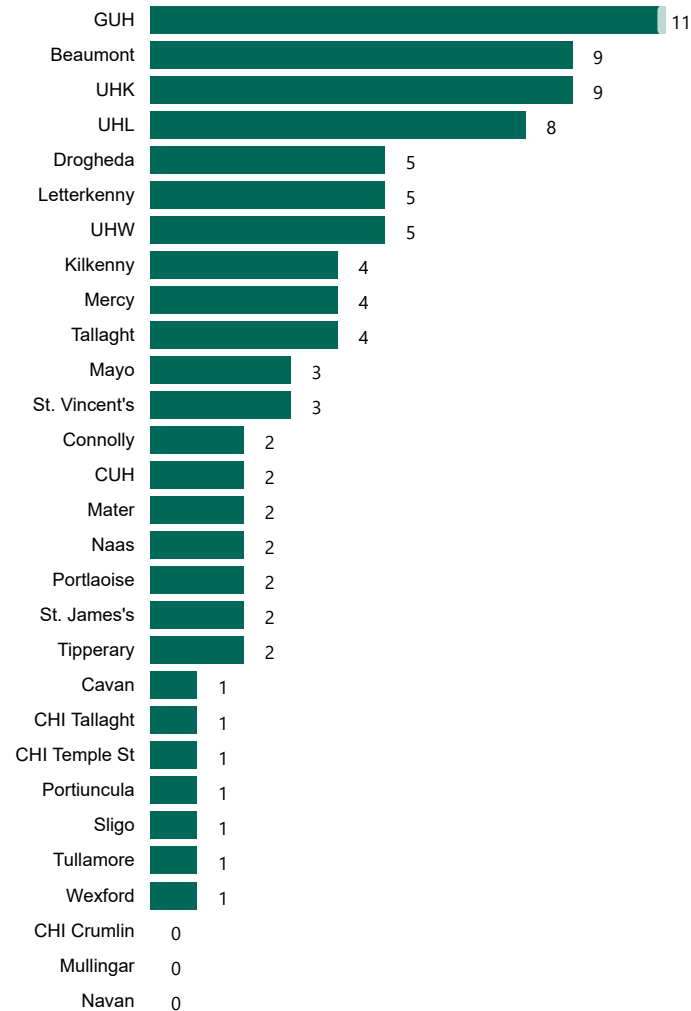 GUH 11
Beaumont 9
UHK 9
UHL 8
Drogheda 5
Letterkenny 5
UHW 5
Kilkenny 4
Mercy 4
Tallaght 4
Mayo 3
St. Vincent's 3
Connolly 2
CUH 2
Mater 2
Naas 2
Portlaoise 2
St. James's 2
Tipperary 2
Cavan 1
CHI Tallaght 1
CHI Temple St 1
Portiuncula 1
Sligo 1
Tullamore 1
Wexford 1
CHI Crumlin 0
Mullingar 0
Navan 0